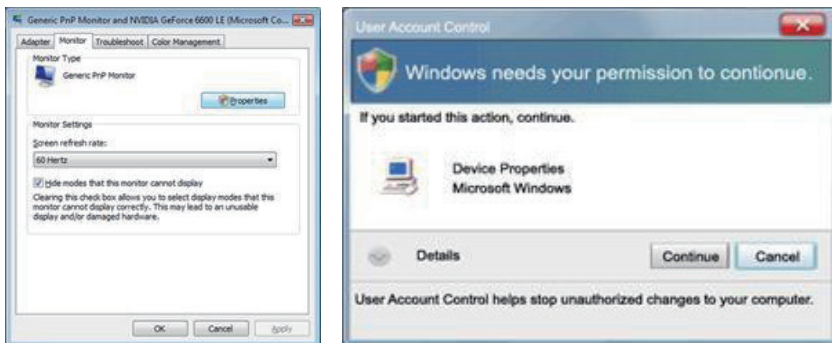 Generic PnP Monitor and NVIDIA GeForce 6600 LE (Microsoft Co...
Adapter Monitor Troubleshoot Color Management
Monitor Type
Generic PnP Monitor
Properties
Monitor Settings
Screen refresh rate:
60 Hertz
Hide modes that this monitor cannot display
Clearing this check box allows you to select display modes that this
monitor cannot display correctly. This may lead to an unusable
display and/or damaged hardware.
OK Cancel Apply
User Account Control
Windows needs your permission to contionue.
If you started this action, continue.
Device Properties
Microsoft Windows
Details Continue Cancel
User Account Control helps stop unauthorized changes to your computer.